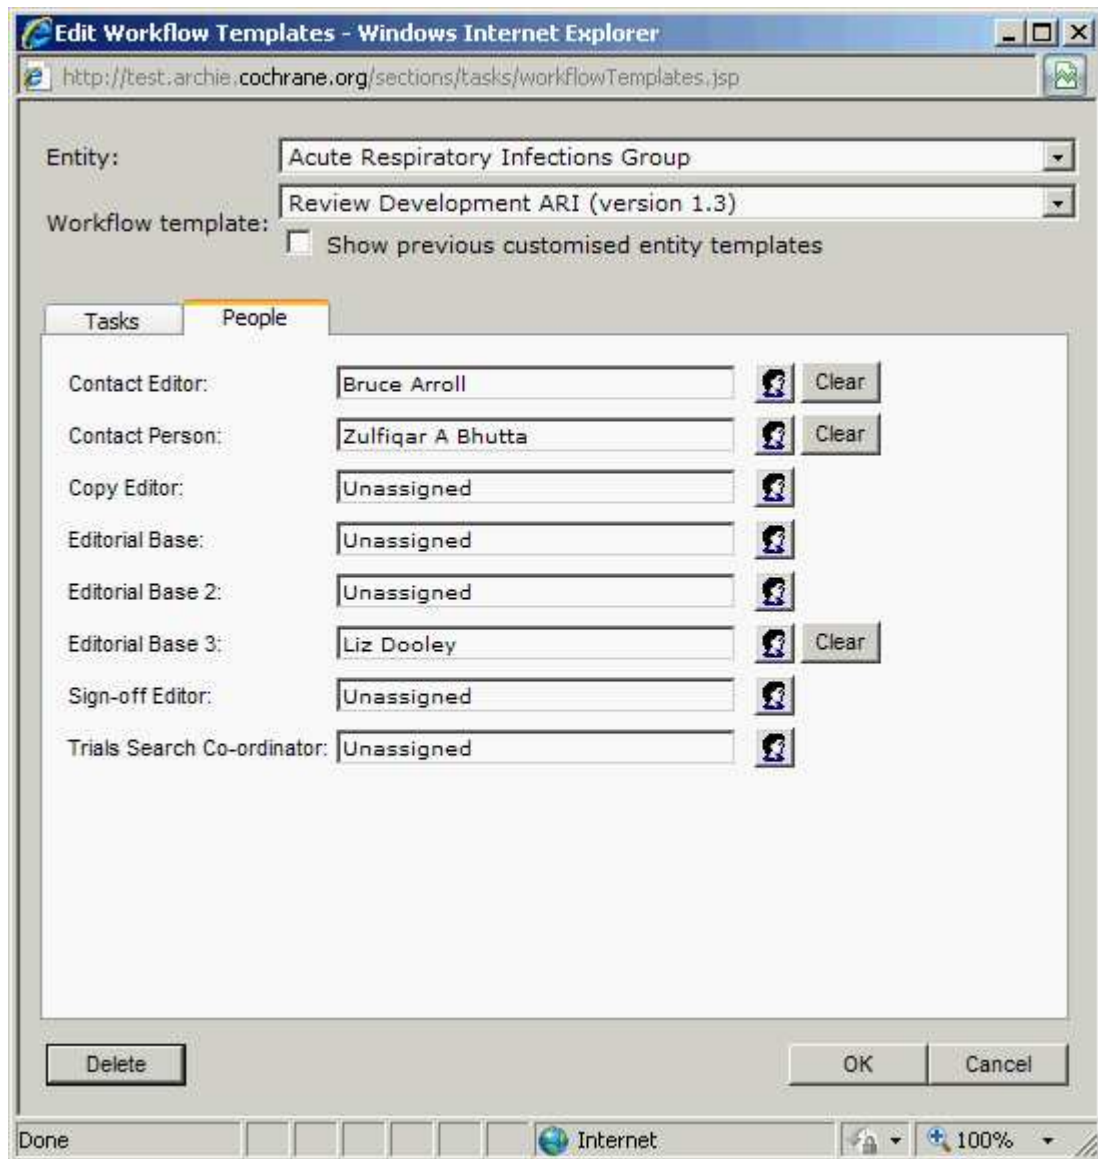 Edit Workflow Templates - Windows Internet Explorer
http://test.archie.cochrane.org/sections/tasks/workflowTemplates.jsp
Entity: Acute Respiratory Infections Group
Workflow template: Review Development ARI (version 1.3)
Show previous customised entity templates
Tasks People
Contact Editor: Bruce Arroll Clear
Contact Person: Zulfiqar A Bhutta Clear
Copy Editor: Unassigned
Editorial Base: Unassigned
Editorial Base 2: Unassigned
Editorial Base 3: Liz Dooley Clear
Sign-off Editor: Unassigned
Trials Search Co-ordinator: Unassigned
Delete OK Cancel
Done Internet 100%